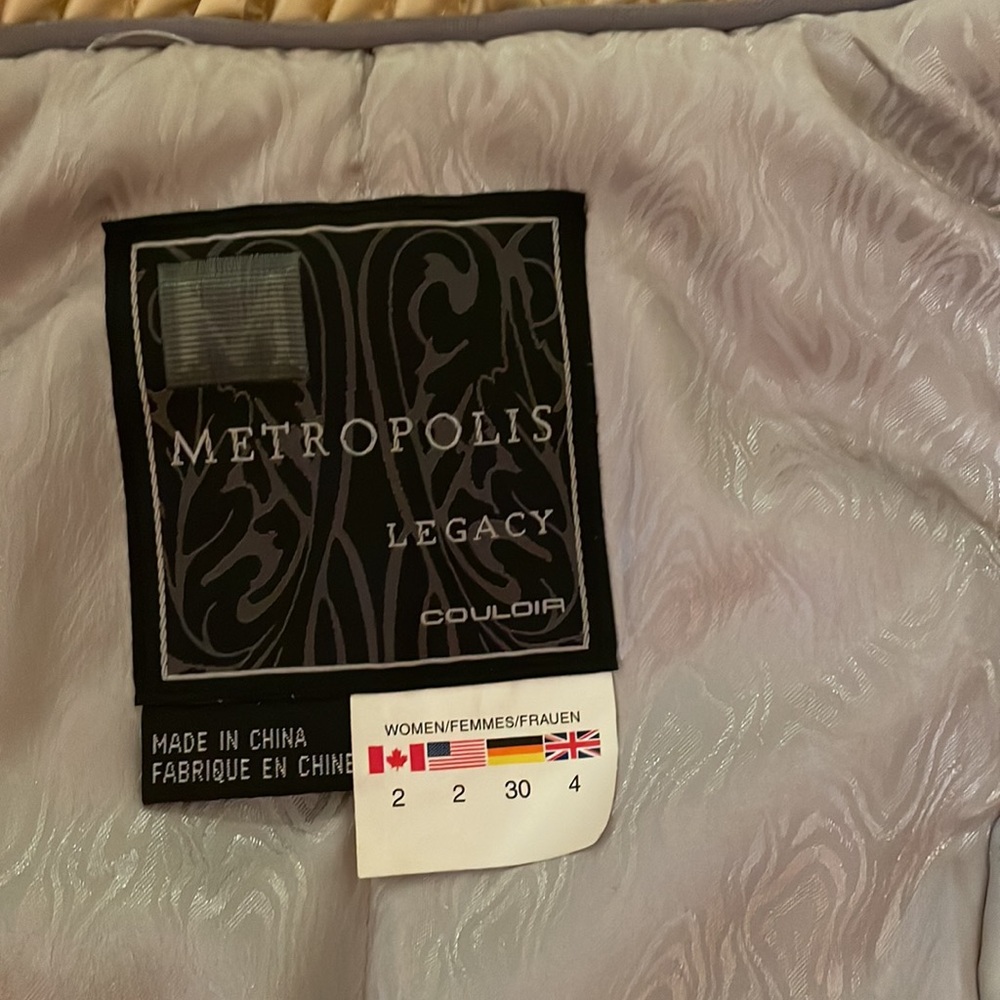 METROPOLIS
LEGACY
COULOIR
MADE IN CHINA
FABRIQUE EN CHINE
WOMEN/FEMMES/FRAUEN
2 2 30 4